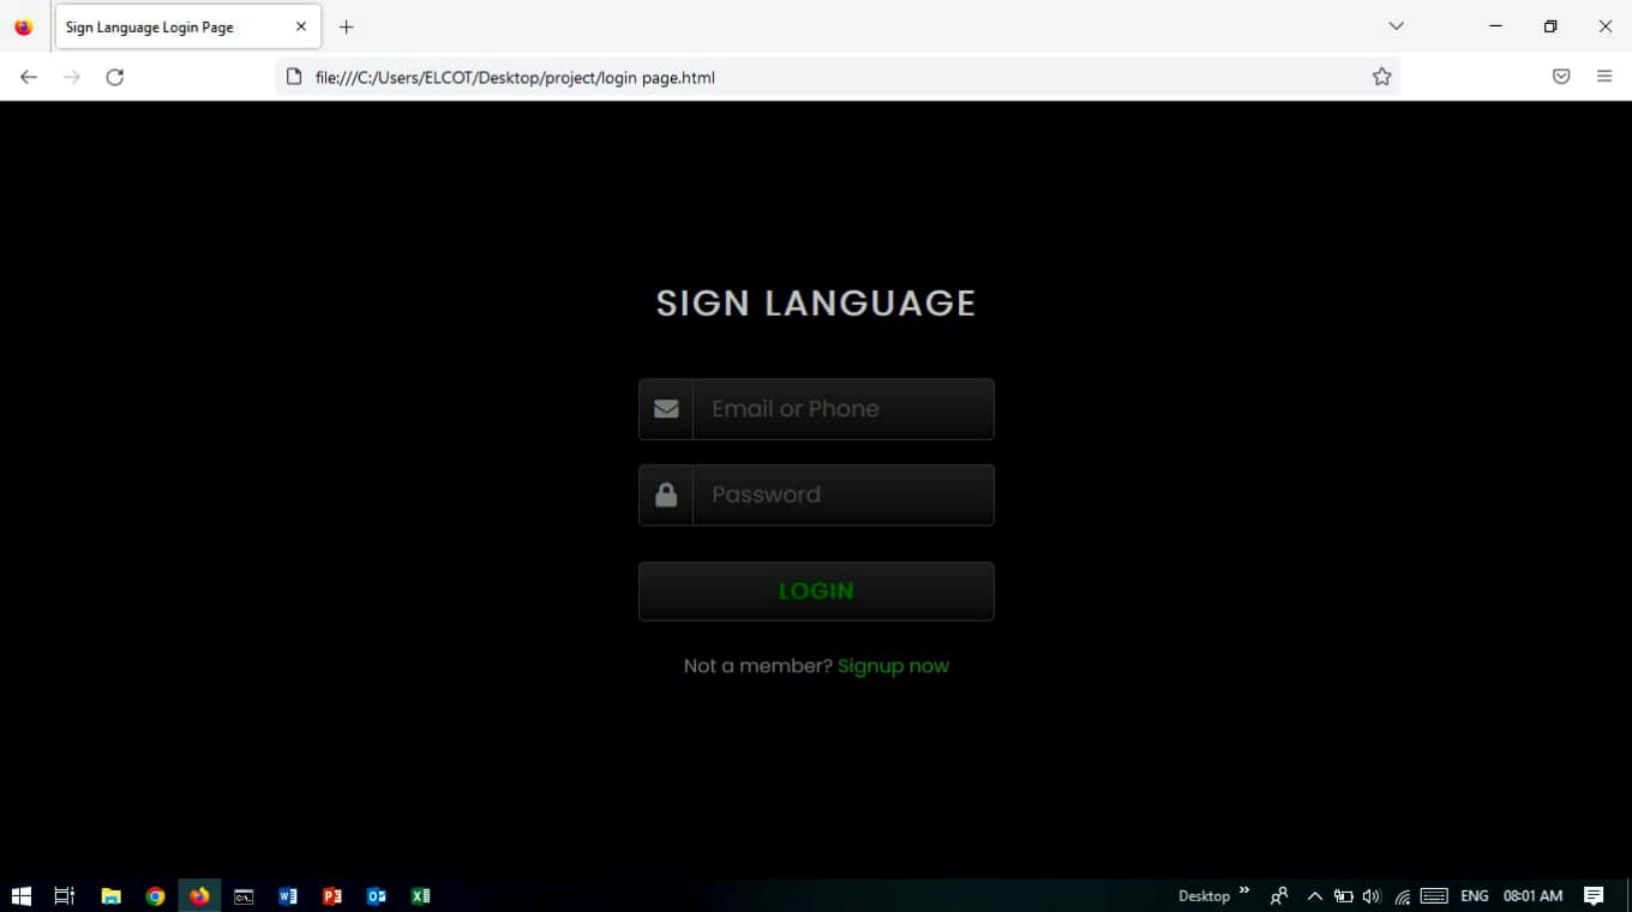 Sign Language Login Page
file:///C:/Users/ELCOT/Desktop/project/login page.html
SIGN LANGUAGE
Email or Phone
Password
LOGIN
Not a member? Signup now
Desktop » ENG 08:01 AM